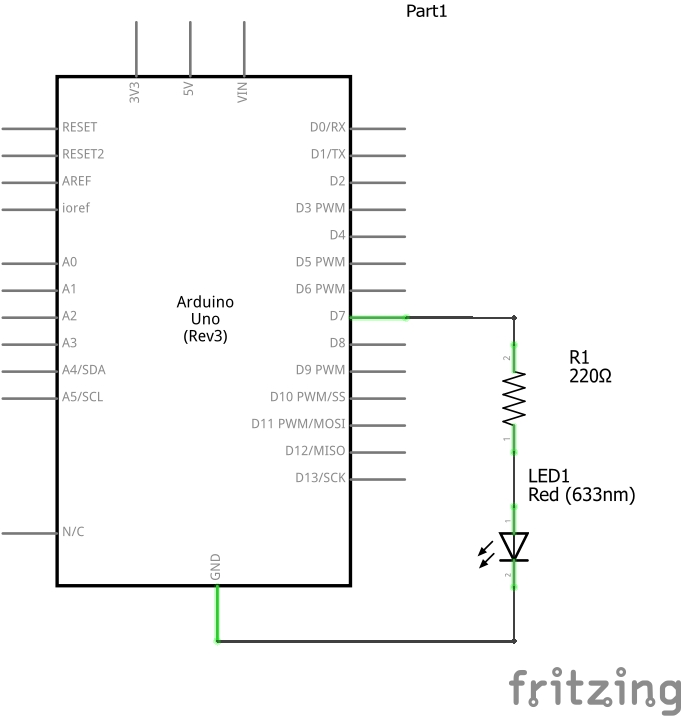 Part1
3V3
5V
VIN
RESET
RESET2
AREF
ioref
A0
A1
A2
A3
A4/SDA
A5/SCL
N/C
Arduino
Uno
(Rev3)
D0/RX
D1/TX
D2
D3 PWM
D4
D5 PWM
D6 PWM
D7
D8
D9 PWM
D10 PWM/SS
D11 PWM/MOSI
D12/MISO
D13/SCK
GND
2
R1
220Ω
1
LED1
Red (633nm)
1
2
fritzing